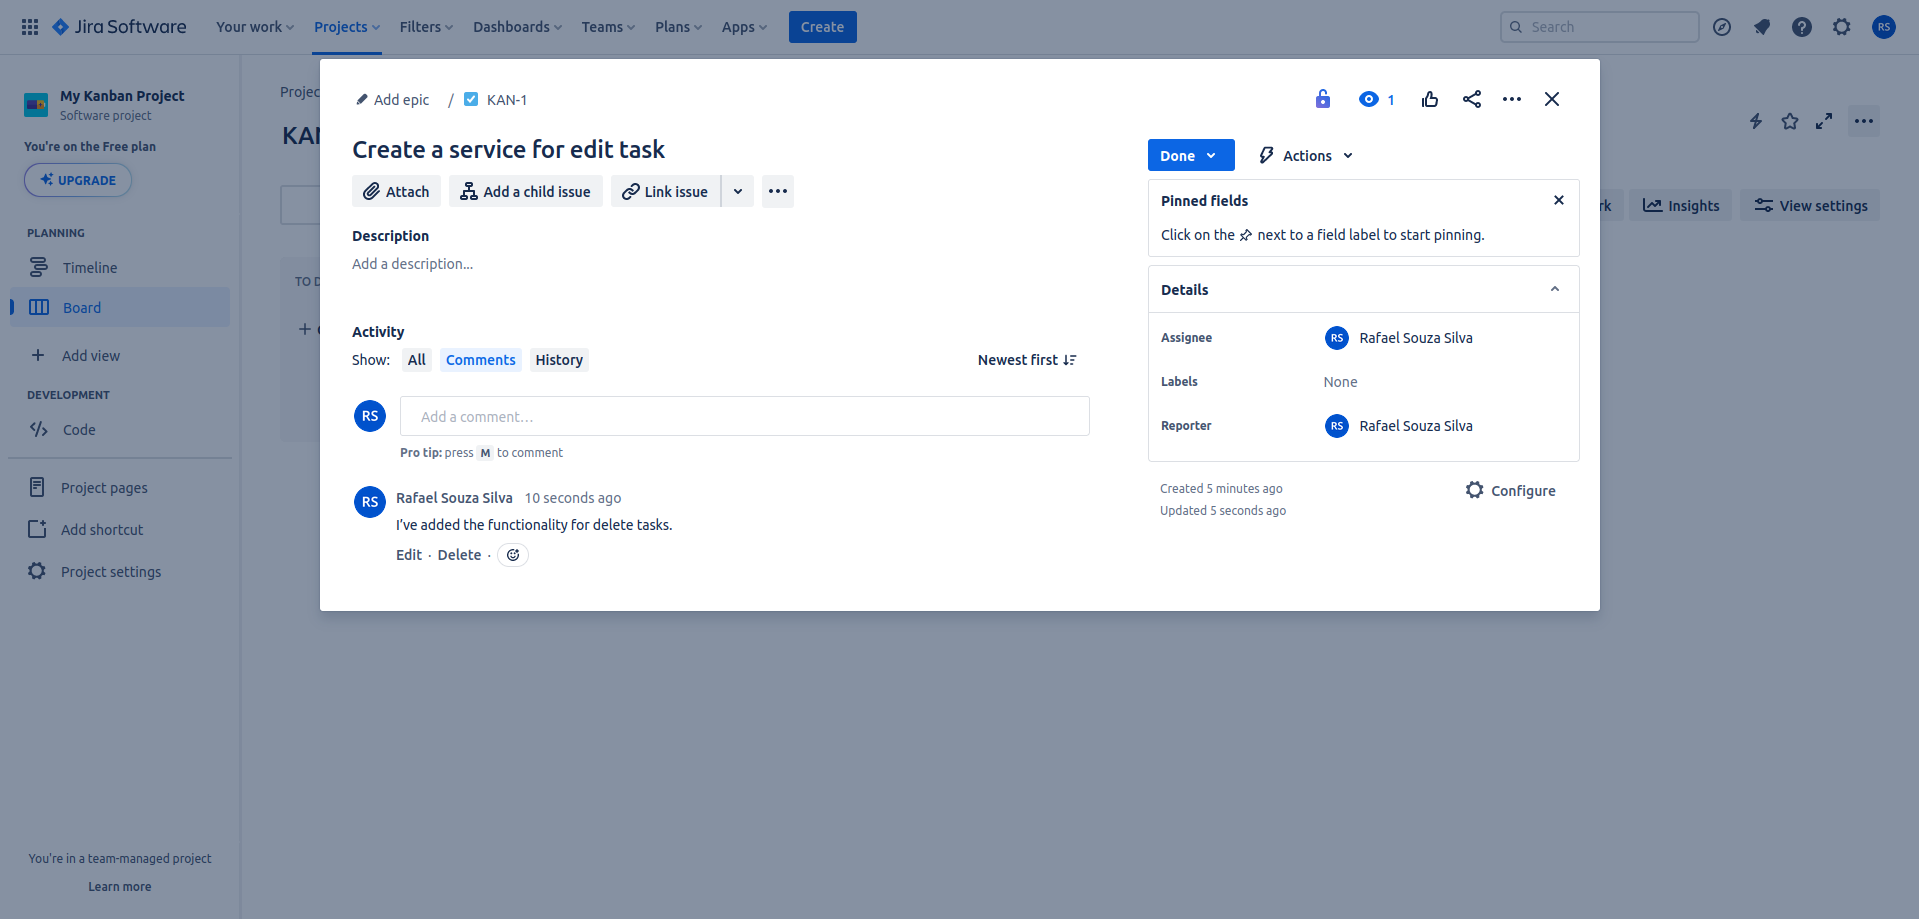 Jira Software
Your work
Projects
Filters
Dashboards
Teams
Plans
Apps
Create
Search
RS
My Kanban Project
Software project
You're on the Free plan
UPGRADE
PLANNING
Timeline
Board
Add view
DEVELOPMENT
Code
Project pages
Add shortcut
Project settings
You're in a team-managed project
Learn more
Insights
View settings
Add epic / KAN-1
1
Create a service for edit task
Attach
Add a child issue
Link issue
Description
Add a description...
Activity
Show: All Comments History
Newest first
RS
Add a comment…
Pro tip: press M to comment
RS
Rafael Souza Silva 10 seconds ago
I've added the functionality for delete tasks.
Edit · Delete ·
Done
Actions
Pinned fields
Click on the next to a field label to start pinning.
Details
Assignee RS Rafael Souza Silva
Labels None
Reporter RS Rafael Souza Silva
Created 5 minutes ago
Updated 5 seconds ago
Configure